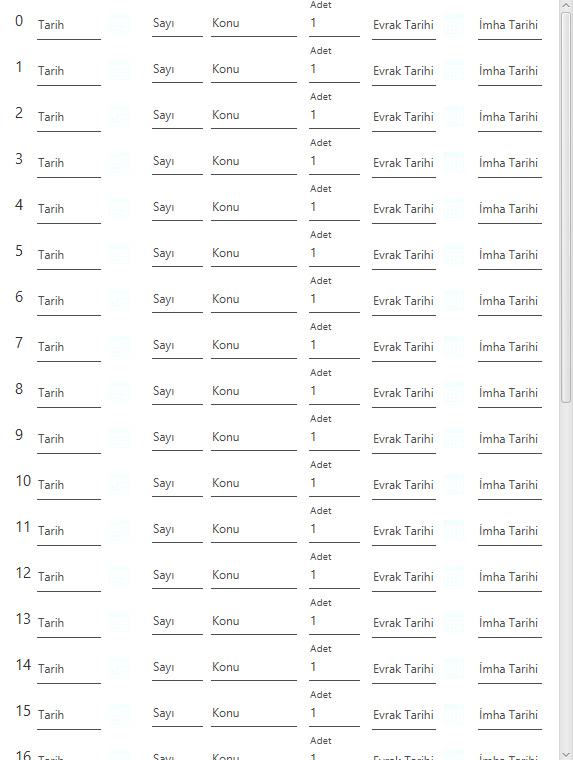 Adet
0 Tarih Sayı Konu 1 Evrak Tarihi İmha Tarihi
Adet
1 Tarih Sayı Konu 1 Evrak Tarihi İmha Tarihi
Adet
2 Tarih Sayı Konu 1 Evrak Tarihi İmha Tarihi
Adet
3 Tarih Sayı Konu 1 Evrak Tarihi İmha Tarihi
Adet
4 Tarih Sayı Konu 1 Evrak Tarihi İmha Tarihi
Adet
5 Tarih Sayı Konu 1 Evrak Tarihi İmha Tarihi
Adet
6 Tarih Sayı Konu 1 Evrak Tarihi İmha Tarihi
Adet
7 Tarih Sayı Konu 1 Evrak Tarihi İmha Tarihi
Adet
8 Tarih Sayı Konu 1 Evrak Tarihi İmha Tarihi
Adet
9 Tarih Sayı Konu 1 Evrak Tarihi İmha Tarihi
Adet
10 Tarih Sayı Konu 1 Evrak Tarihi İmha Tarihi
Adet
11 Tarih Sayı Konu 1 Evrak Tarihi İmha Tarihi
Adet
12 Tarih Sayı Konu 1 Evrak Tarihi İmha Tarihi
Adet
13 Tarih Sayı Konu 1 Evrak Tarihi İmha Tarihi
Adet
14 Tarih Sayı Konu 1 Evrak Tarihi İmha Tarihi
Adet
15 Tarih Sayı Konu 1 Evrak Tarihi İmha Tarihi
Adet
16 Tarih Sayı Konu 1 Evrak Tarihi İmha Tarihi